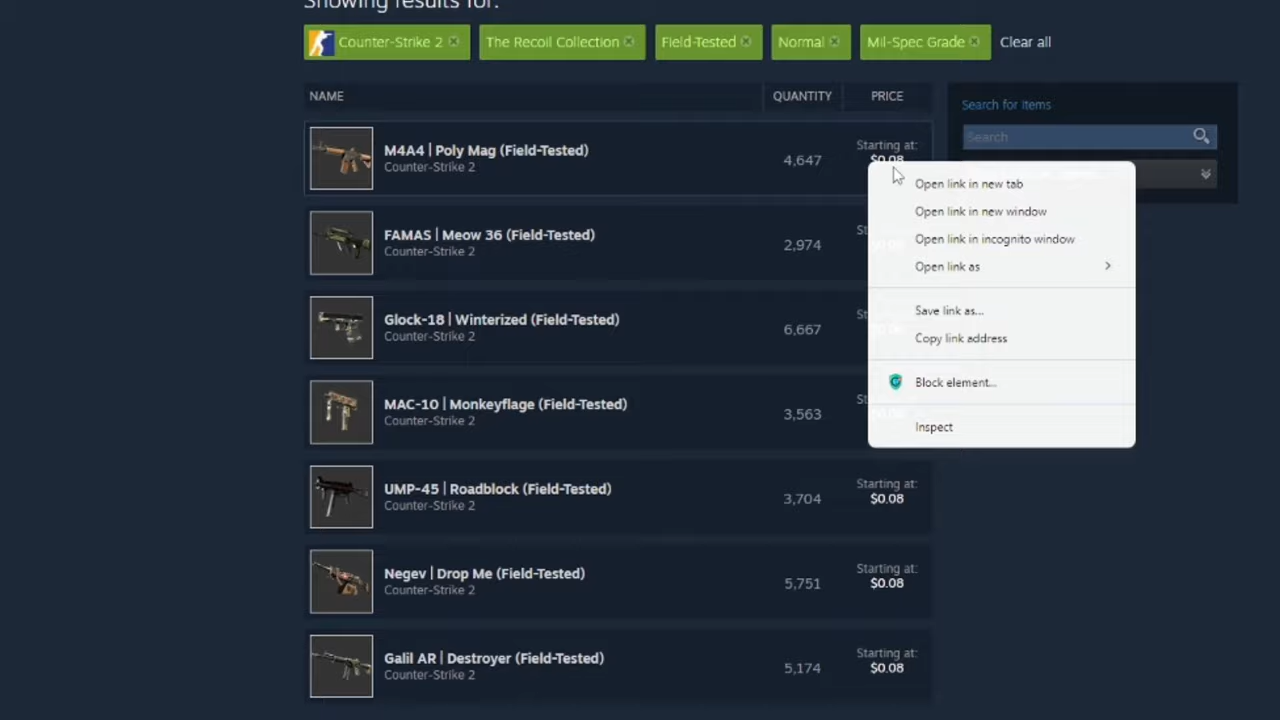 Showing results for:
Counter-Strike 2
The Recoil Collection
Field-Tested
Normal
Mil-Spec Grade
Clear all
NAME
QUANTITY
PRICE
Search for items
Search
M4A4 | Poly Mag (Field-Tested)
Counter-Strike 2
4,647
Starting at:
$0.08
FAMAS | Meow 36 (Field-Tested)
Counter-Strike 2
2,974
Glock-18 | Winterized (Field-Tested)
Counter-Strike 2
6,667
MAC-10 | Monkeyflage (Field-Tested)
Counter-Strike 2
3,563
UMP-45 | Roadblock (Field-Tested)
Counter-Strike 2
3,704
Starting at:
$0.08
Negev | Drop Me (Field-Tested)
Counter-Strike 2
5,751
Starting at:
$0.08
Galil AR | Destroyer (Field-Tested)
Counter-Strike 2
5,174
Starting at:
$0.08
Open link in new tab
Open link in new window
Open link in incognito window
Open link as
Save link as...
Copy link address
Block element...
Inspect